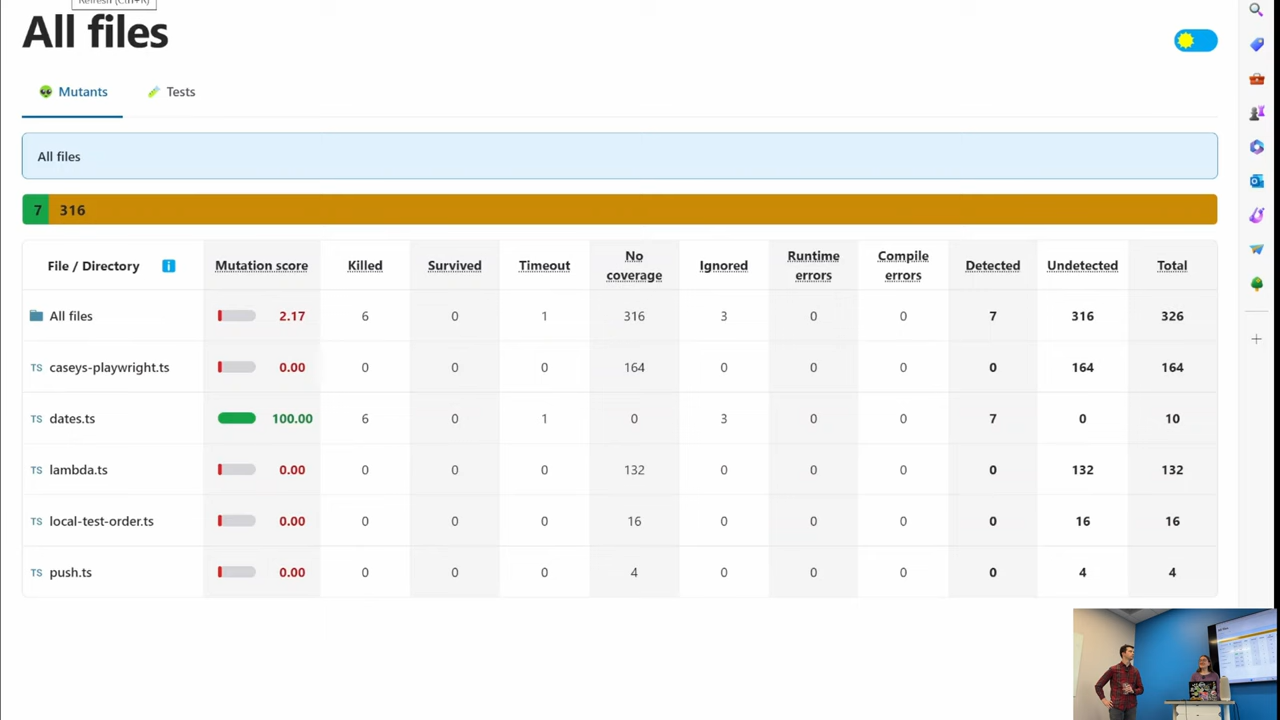 Refresh (Ctrl+R)
All files
Mutants Tests
All files
7 316
File / Directory Mutation score Killed Survived Timeout No coverage Ignored Runtime errors Compile errors Detected Undetected Total
All files 2.17 6 0 1 316 3 0 0 7 316 326
TS caseys-playwright.ts 0.00 0 0 0 164 0 0 0 0 164 164
TS dates.ts 100.00 6 0 1 0 3 0 0 7 0 10
TS lambda.ts 0.00 0 0 0 132 0 0 0 0 132 132
TS local-test-order.ts 0.00 0 0 0 16 0 0 0 0 16 16
TS push.ts 0.00 0 0 0 4 0 0 0 0 4 4